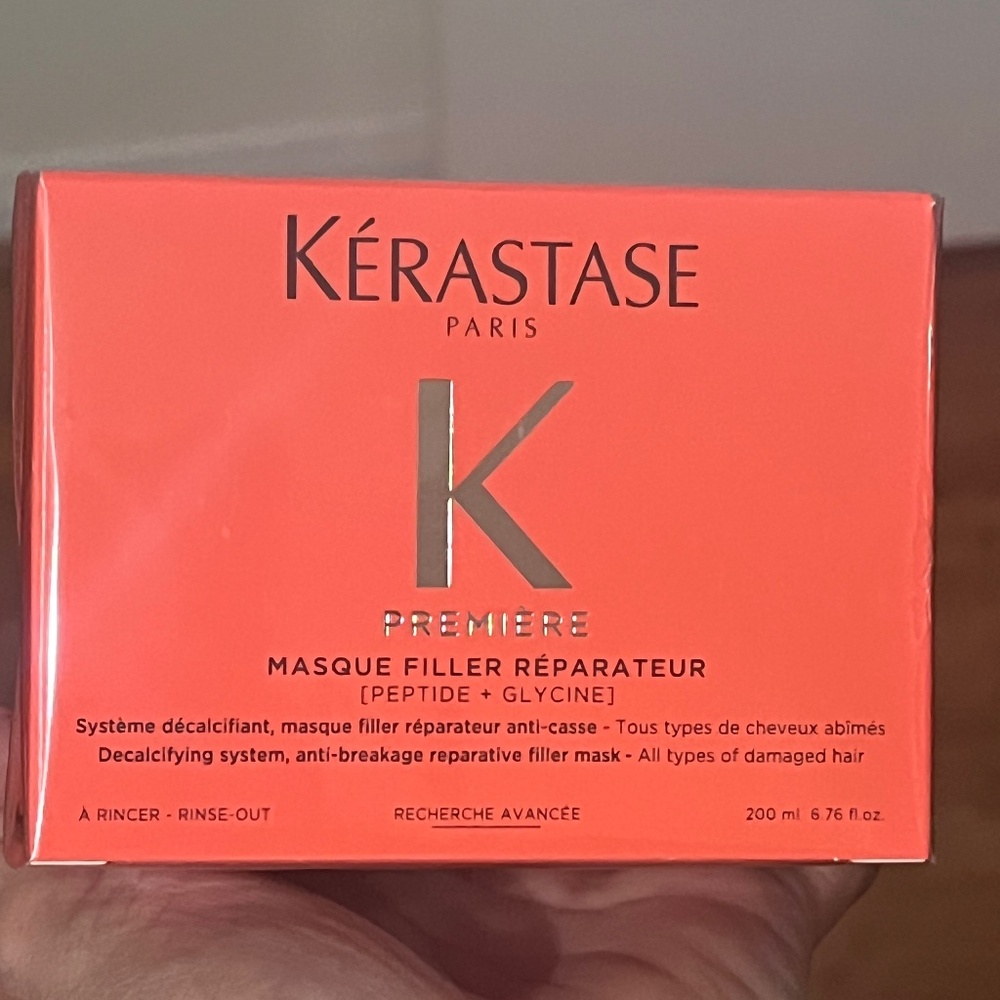 KÉRASTASE
PARIS
K
PREMIÈRE
MASQUE FILLER RÉPARATEUR
[PEPTIDE + GLYCINE]
Système décalcifiant, masque filler réparateur anti-casse - Tous types de cheveux abîmés
Decalcifying system, anti-breakage reparative filler mask - All types of damaged hair
À RINCER - RINSE-OUT RECHERCHE AVANCÉE 200 ml 6.76 fl.oz.